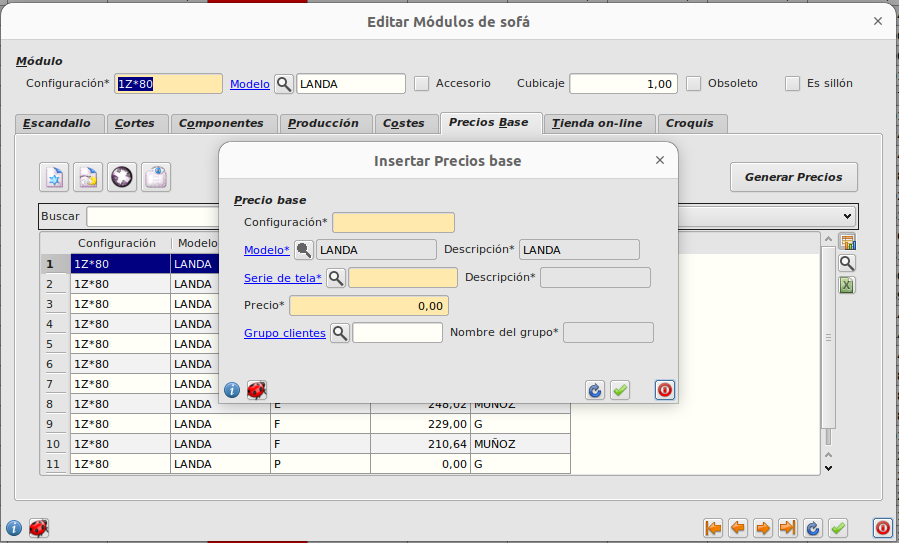 Editar Módulos de sofá
Módulo
Configuración* 1Z*80 Modelo LANDA Accesorio Cubicaje 1,00 Obsoleto Es sillón
Escandallo Cortes Componentes Producción Costes Precios Base Tienda on-line Croquis
Insertar Precios base
Generar Precios
Precio base
Buscar
Configuración*
Configuración Modelo
Modelo* LANDA Descripción* LANDA
1 1Z*80 LANDA
Serie de tela* Descripción*
2 1Z*80 LANDA
3 1Z*80 LANDA
Precio* 0,00
4 1Z*80 LANDA
Grupo clientes Nombre del grupo*
5 1Z*80 LANDA
6 1Z*80 LANDA
7 1Z*80 LANDA
8 1Z*80 LANDA E 248,02 MUÑOZ
9 1Z*80 LANDA F 229,00 G
10 1Z*80 LANDA F 210,64 MUÑOZ
11 1Z*80 LANDA P 0,00 G